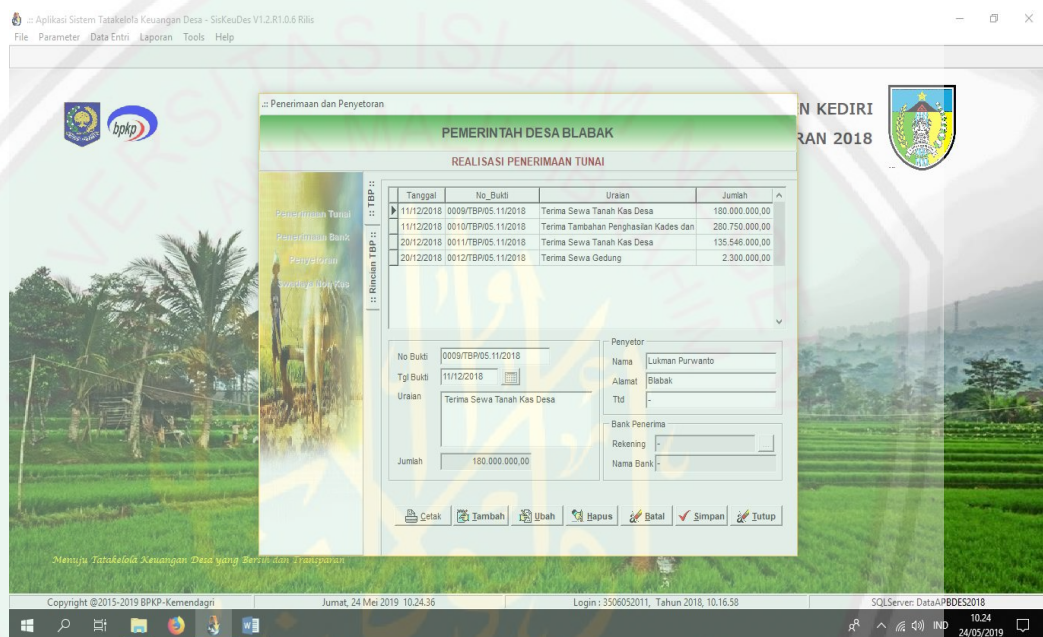 .:: Aplikasi Sistem Tatakelola Keuangan Desa - SisKeuDes V1.2.R1.0.6 Rilis
File Parameter Data Entri Laporan Tools Help
bpkp
N KEDIRI
RAN 2018
.:: Penerimaan dan Penyetoran
PEMERINTAH DESA BLABAK
REALISASI PENERIMAAN TUNAI
Penerimaan Tunai
Penerimaan Bank
Penyetoran
:: TBP ::
:: Rincian TBP ::
Tanggal No_Bukti Uraian Jumlah
11/12/2018 0009/TBP/05.11/2018 Terima Sewa Tanah Kas Desa 180.000.000,00
11/12/2018 0010/TBP/05.11/2018 Terima Tambahan Penghasilan Kades dan 280.750.000,00
20/12/2018 0011/TBP/05.11/2018 Terima Sewa Tanah Kas Desa 135.546.000,00
20/12/2018 0012/TBP/05.11/2018 Terima Sewa Gedung 2.300.000,00
No Bukti 0009/TBP/05.11/2018
Tgl Bukti 11/12/2018
Uraian Terima Sewa Tanah Kas Desa
Jumlah 180.000.000,00
Penyetor
Nama Lukman Purwanto
Alamat Blabak
Ttd -
Bank Penerima
Rekening -
Nama Bank -
Cetak Tambah Ubah Hapus Batal Simpan Tutup
Menuju Tatakelola Keuangan Desa yang Bersih dan Transparan
Copyright @2015-2019 BPKP-Kemendagri Jumat, 24 Mei 2019 10.24.36 Login : 3506052011, Tahun 2018, 10.16.58 SQLServer: DataAPBDES2018
IND 10.24
24/05/2019